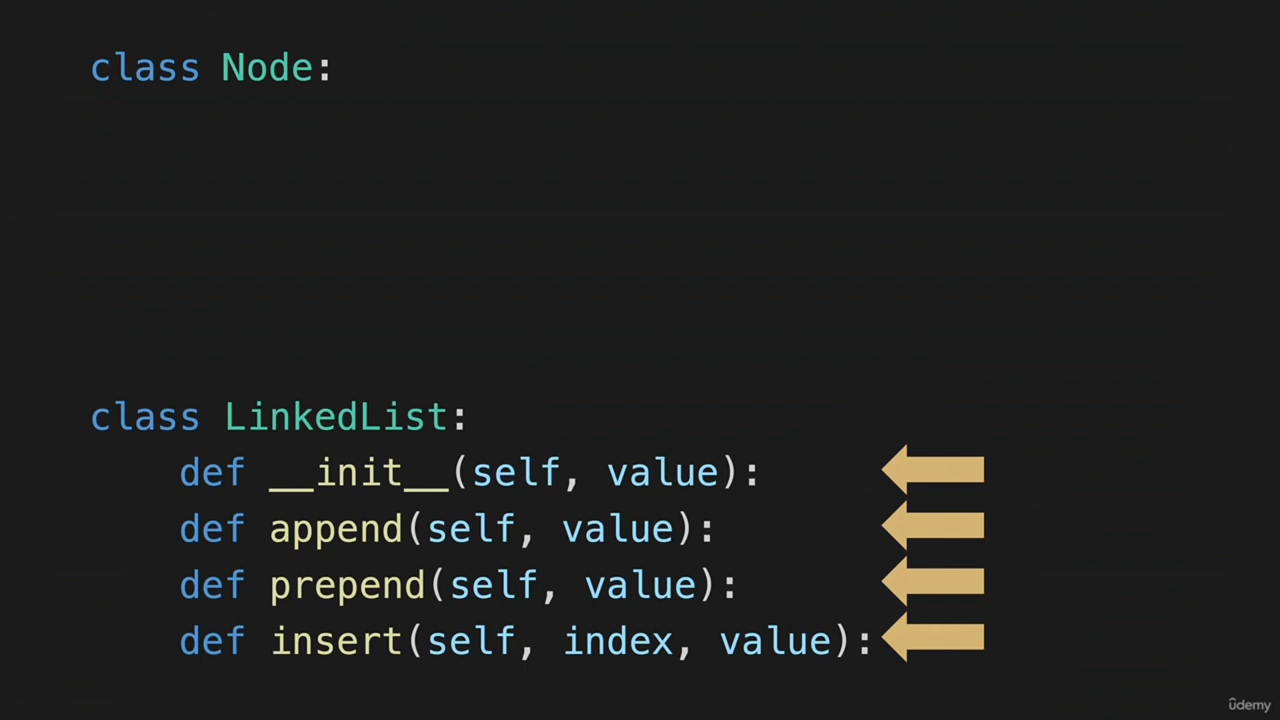 class Node:
class LinkedList:
def __init__(self, value):
def append(self, value):
def prepend(self, value):
def insert(self, index, value):
ûdemy